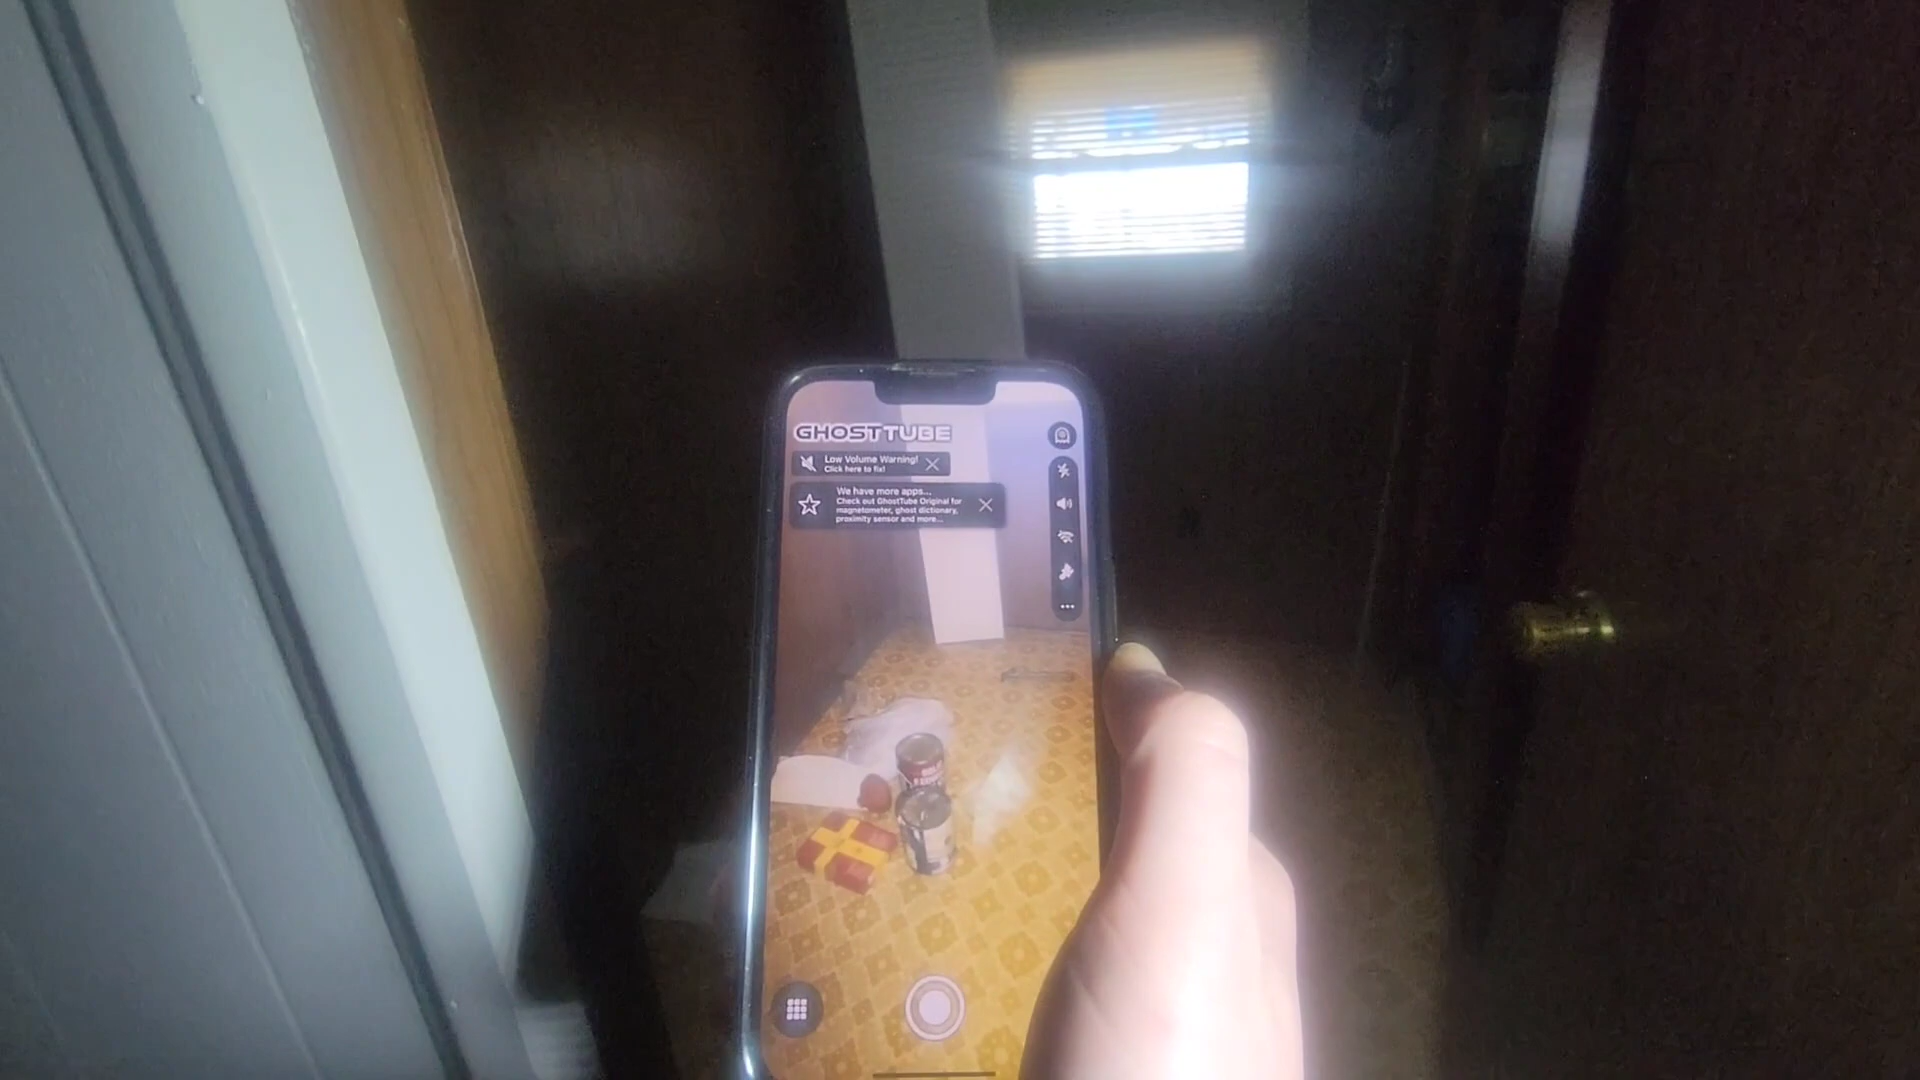 GHOSTTUBE
Low Volume Warning!
Click here to fix!
We have more apps...
Check out GhostTube Original for
magnetometer, ghost dictionary,
proximity sensor and more...